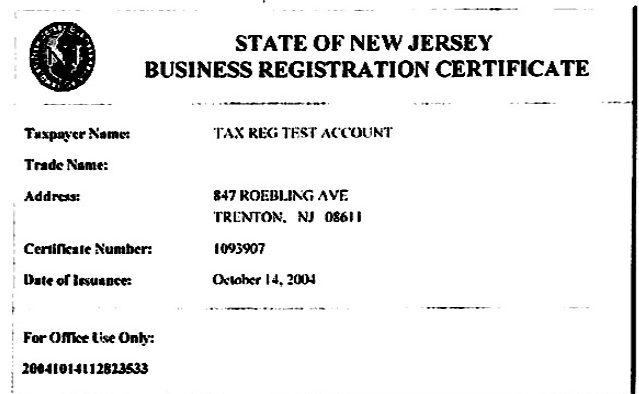 STATE OF NEW JERSEY
BUSINESS REGISTRATION CERTIFICATE
Taxpayer Name: TAX REG TEST ACCOUNT
Trade Name:
Address: 847 ROEBLING AVE
TRENTON, NJ 08611
Certificate Number: 1093907
Date of Issuance: October 14, 2004
For Office Use Only:
20041014112823533